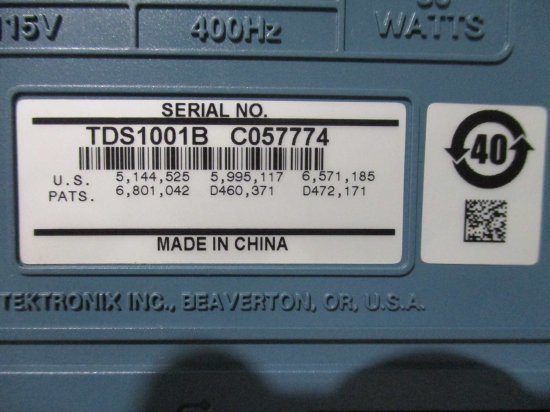 115V
400Hz
WATTS
SERIAL NO.
TDS1001B C057774
U.S. PATS.
5,144,525 5,995,117 6,571,185
6,801,042 D460,371 D472,171
MADE IN CHINA
40
TEKTRONIX INC., BEAVERTON, OR, U.S.A.